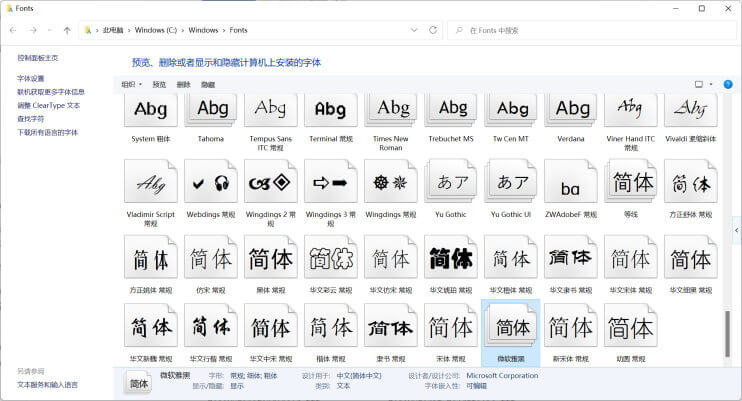 Fonts
此电脑 > Windows (C:) > Windows > Fonts
在 Fonts 中搜索
控制面板主页
字体设置
联机获取更多字体信息
调整 ClearType 文本
查找字符
下载所有语言的字体
预览、删除或者显示和隐藏计算机上安装的字体
组织 预览 删除 隐藏
Abg Abg Abg Abg Abg Abg Abg Abg Abg Abg
System 粗体 Tahoma Tempus Sans ITC 常规 Terminal 常规 Times New Roman Trebuchet MS Tw Cen MT Verdana Viner Hand ITC 常规 Vivaldi 紧缩斜体
Abg あア あア ba 简体 简体
Vladimir Script 常规 Webdings 常规 Wingdings 2 常规 Wingdings 3 常规 Wingdings 常规 Yu Gothic Yu Gothic UI ZWAdobeF 常规 等线 方正舒体 常规
简体 简体 简体 简体 简体 简体 简体 简体 简体 简体
方正姚体 常规 仿宋 常规 黑体 常规 华文彩云 常规 华文仿宋 常规 华文琥珀 常规 华文楷体 常规 华文隶书 常规 华文宋体 常规 华文细黑 常规
简体 简体 简体 简体 简体 简体 简体 简体 简体
华文新魏 常规 华文行楷 常规 华文中宋 常规 楷体 常规 隶书 常规 宋体 常规 微软雅黑 新宋体 常规 幼圆 常规
另请参阅
文本服务和输入语言
简体
微软雅黑 字形: 常规; 细体; 粗体 设计用于: 中文(简体中文) 设计者/设计公司: Microsoft Corporation
显示/隐藏: 显示 类别: 文本 字体嵌入性: 可编辑